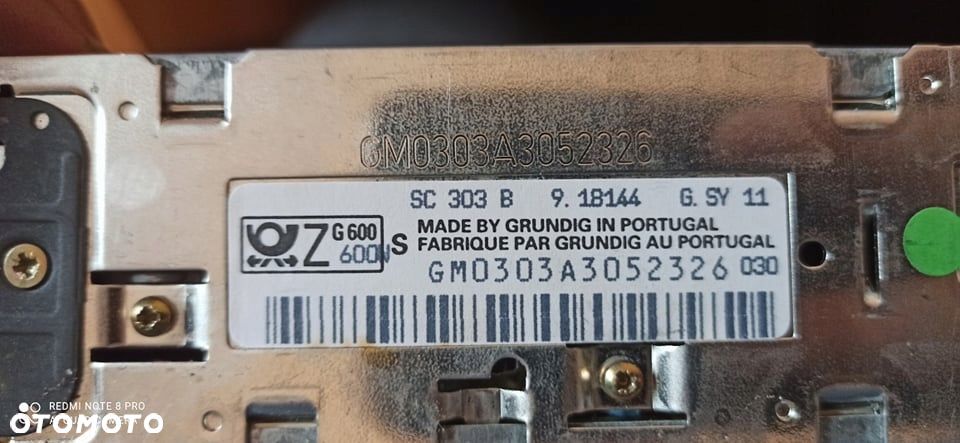 GM0303A3052326
SC 303 B 9.18144 G.SY 11
Z G 600 600W S MADE BY GRUNDIG IN PORTUGAL
FABRIQUE PAR GRUNDIG AU PORTUGAL
GM0303A3052326 030
REDMI NOTE 8 PRO
OTOMOTO